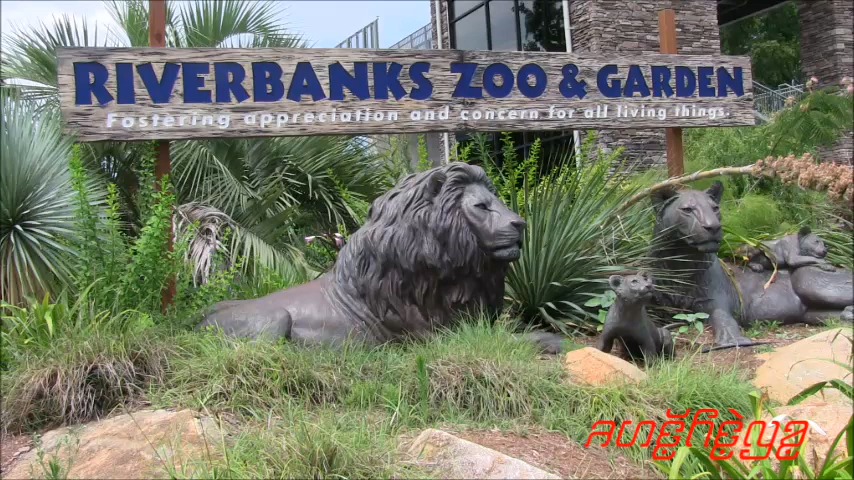 RIVERBANKS ZOO & GARDEN
Fostering appreciation and concern for all living things.